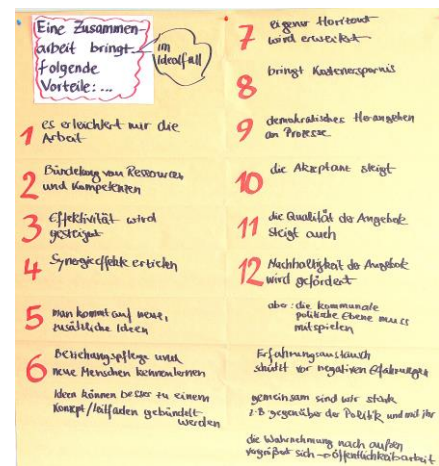 Eine Zusammen-
arbeit bringt
folgende
Vorteile: ...
im
Idealfall
1 es erleichtert mir die
Arbeit
2 Bündelung von Ressourcen
und Kompetenzen
3 Effektivität wird
gesteigert
4 Synergieeffekte erzielen
5 man kommt auf neue,
zusätzliche Ideen
6 Beziehungspflege und
neue Menschen kennenlernen
Ideen können besser zu einem
Konzept/Leitfaden gebündelt
werden
7 eigener Horizont
wird erweitert
8 bringt Kostenersparnis
9 demokratisches Herangehen
an Prozesse
10 die Akzeptanz steigt
11 die Qualität der Angebote
steigt auch
12 Nachhaltigkeit der Angebote
wird gefördert
aber: die kommunale
politische Ebene muss
mitspielen
Erfahrungsaustausch
schützt vor negativen Erfahrungen
gemeinsam sind wir stark
z.B gegenüber der Politik und mit ihr
die Wahrnehmung nach außen
vergrößert sich → Öffentlichkeitarbeit